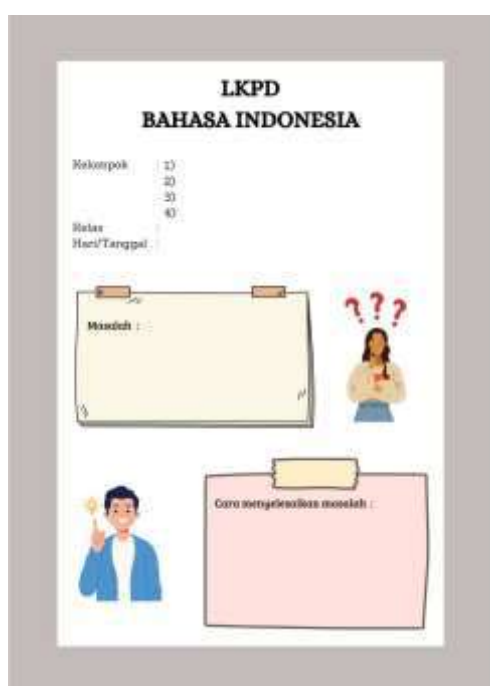 LKPD
BAHASA INDONESIA
Kelompok : 1)
2)
3)
4)
Kelas :
Hari/Tanggal :
???
Masalah :
Cara menyelesaikan masalah :